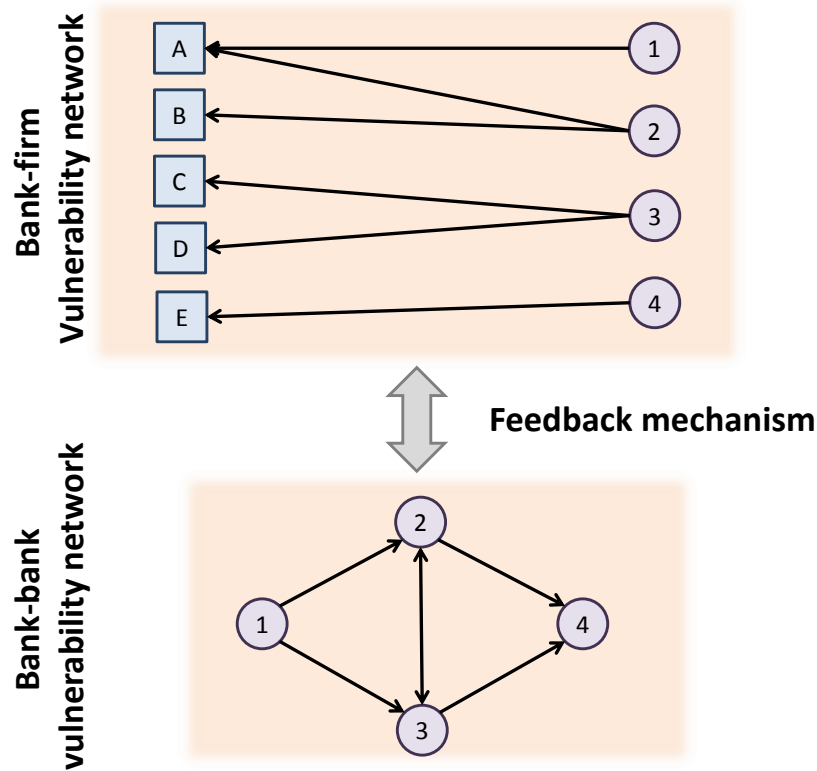 Bank-firm
Vulnerability network
A
1
B
2
C
3
D
E
4
Feedback mechanism
Bank-bank
vulnerability network
2
1
4
3